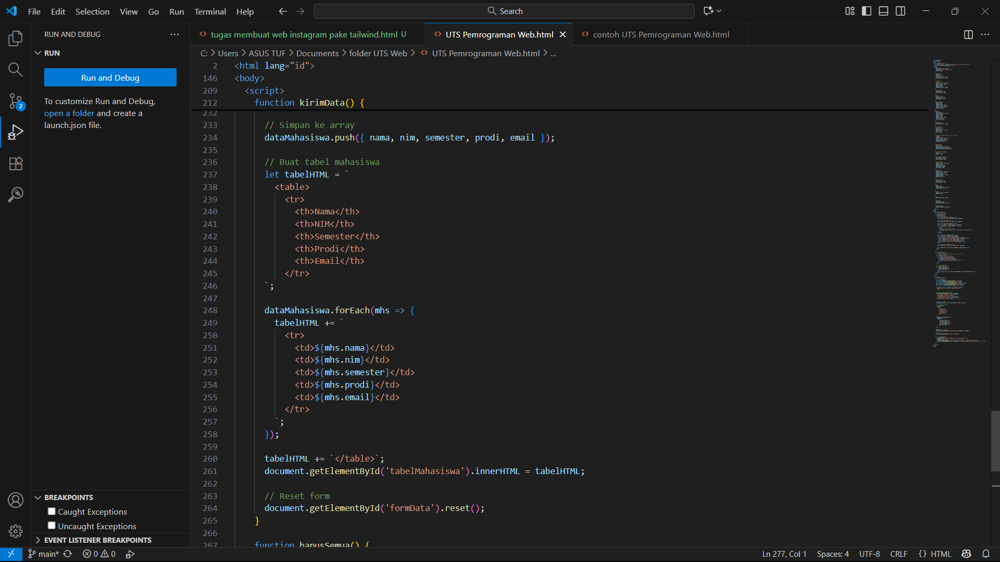 File Edit Selection View Go Run Terminal Help
Search
RUN AND DEBUG
RUN
Run and Debug
To customize Run and Debug,
open a folder and create a
launch.json file.
2
BREAKPOINTS
Caught Exceptions
Uncaught Exceptions
EVENT LISTENER BREAKPOINTS
tugas membuat web instagram pake tailwind.html U
UTS Pemrograman Web.html
contoh UTS Pemrograman Web.html
C: > Users > ASUS TUF > Documents > folder UTS Web > UTS Pemrograman Web.html > ...
2 <html lang="id">
146 <body>
209 <script>
212 function kirimData() {
232
233 // Simpan ke array
234 dataMahasiswa.push({ nama, nim, semester, prodi, email });
235
236 // Buat tabel mahasiswa
237 let tabelHTML = `
238 <table>
239 <tr>
240 <th>Nama</th>
241 <th>NIM</th>
242 <th>Semester</th>
243 <th>Prodi</th>
244 <th>Email</th>
245 </tr>
246 `;
247
248 dataMahasiswa.forEach(mhs => {
249 tabelHTML += `
250 <tr>
251 <td>${mhs.nama}</td>
252 <td>${mhs.nim}</td>
253 <td>${mhs.semester}</td>
254 <td>${mhs.prodi}</td>
255 <td>${mhs.email}</td>
256 </tr>
257 `;
258 });
259
260 tabelHTML += `</table>`;
261 document.getElementById('tabelMahasiswa').innerHTML = tabelHTML;
262
263 // Reset form
264 document.getElementById('formData').reset();
265 }
266
267 function hapusSemua() {
main* 0 0
Ln 277, Col 1 Spaces: 4 UTF-8 CRLF {} HTML